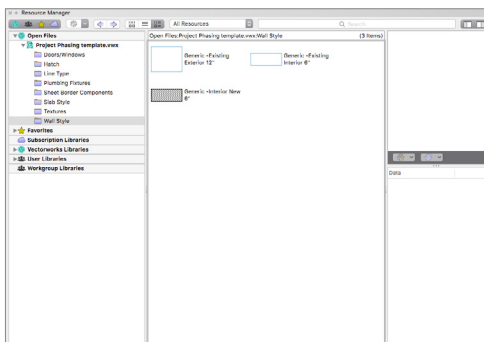 Resource Manager
All Resources
Search
Open Files
Project Phasing template.vwx
Doors/Windows
Hatch
Line Type
Plumbing Fixtures
Sheet Border Components
Slab Style
Textures
Wall Style
Favorites
Subscription Libraries
Vectorworks Libraries
User Libraries
Workgroup Libraries
Open Files:Project Phasing template.vwx:Wall Style (3 Items)
Generic -Existing
Exterior 12"
Generic -Existing
Interior 6"
Generic -Interior New
6"
Data